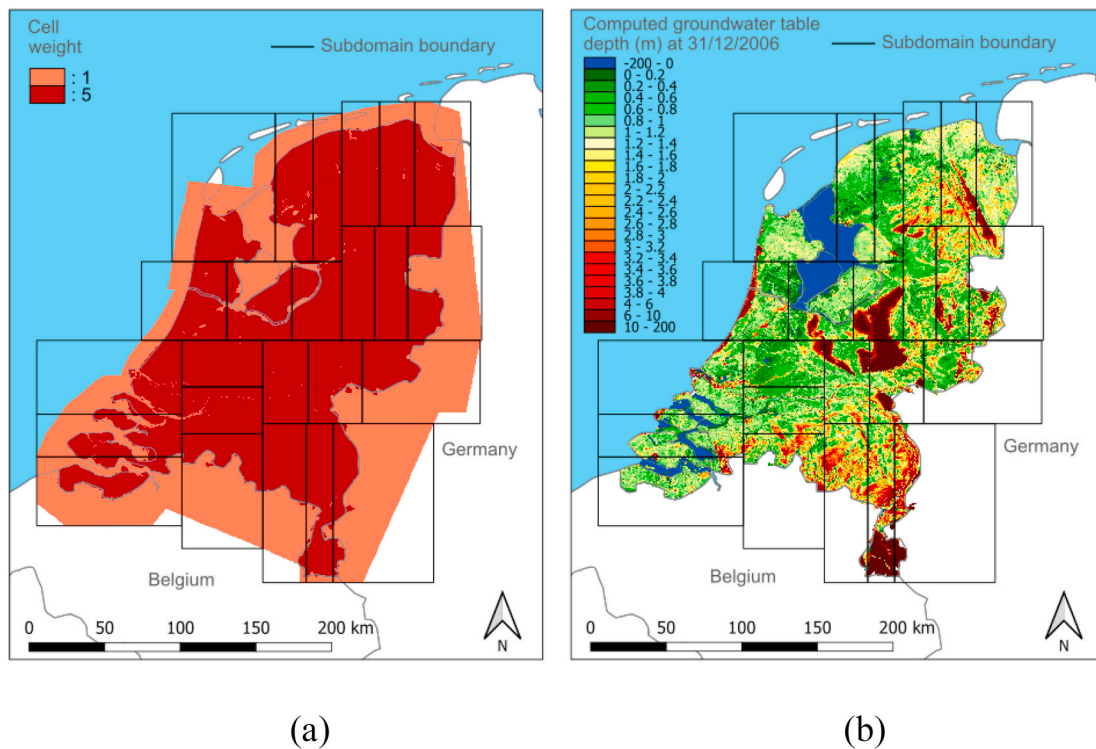 Cell
weight
: 1
: 5
Subdomain boundary
Germany
Belgium
0 50 100 150 200 km
N
Computed groundwater table
depth (m) at 31/12/2006
Subdomain boundary
-200 - 0
0 - 0.2
0.2 - 0.4
0.4 - 0.6
0.6 - 0.8
0.8 - 1
1 - 1.2
1.2 - 1.4
1.4 - 1.6
1.6 - 1.8
1.8 - 2
2 - 2.2
2.2 - 2.4
2.4 - 2.6
2.6 - 2.8
2.8 - 3
3 - 3.2
3.2 - 3.4
3.4 - 3.6
3.6 - 3.8
3.8 - 4
4 - 6
6 - 10
10 - 200
Germany
Belgium
0 50 100 150 200 km
N
(a)
(b)